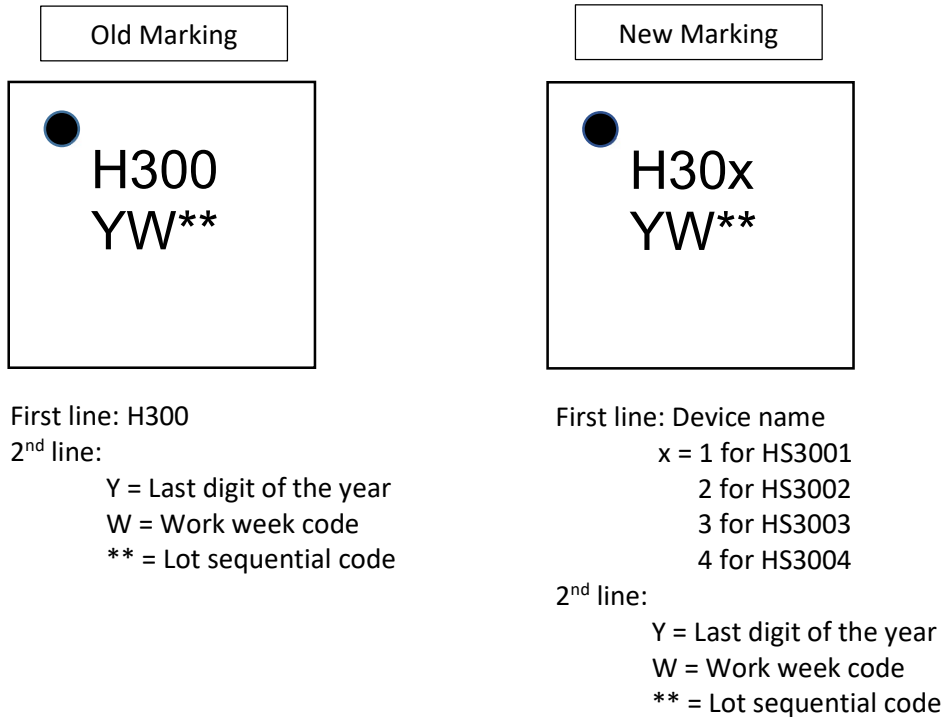 Old Marking
H300
YW**
First line: H300
2nd line:
Y = Last digit of the year
W = Work week code
** = Lot sequential code
New Marking
H30x
YW**
First line: Device name
x = 1 for HS3001
2 for HS3002
3 for HS3003
4 for HS3004
2nd line:
Y = Last digit of the year
W = Work week code
** = Lot sequential code